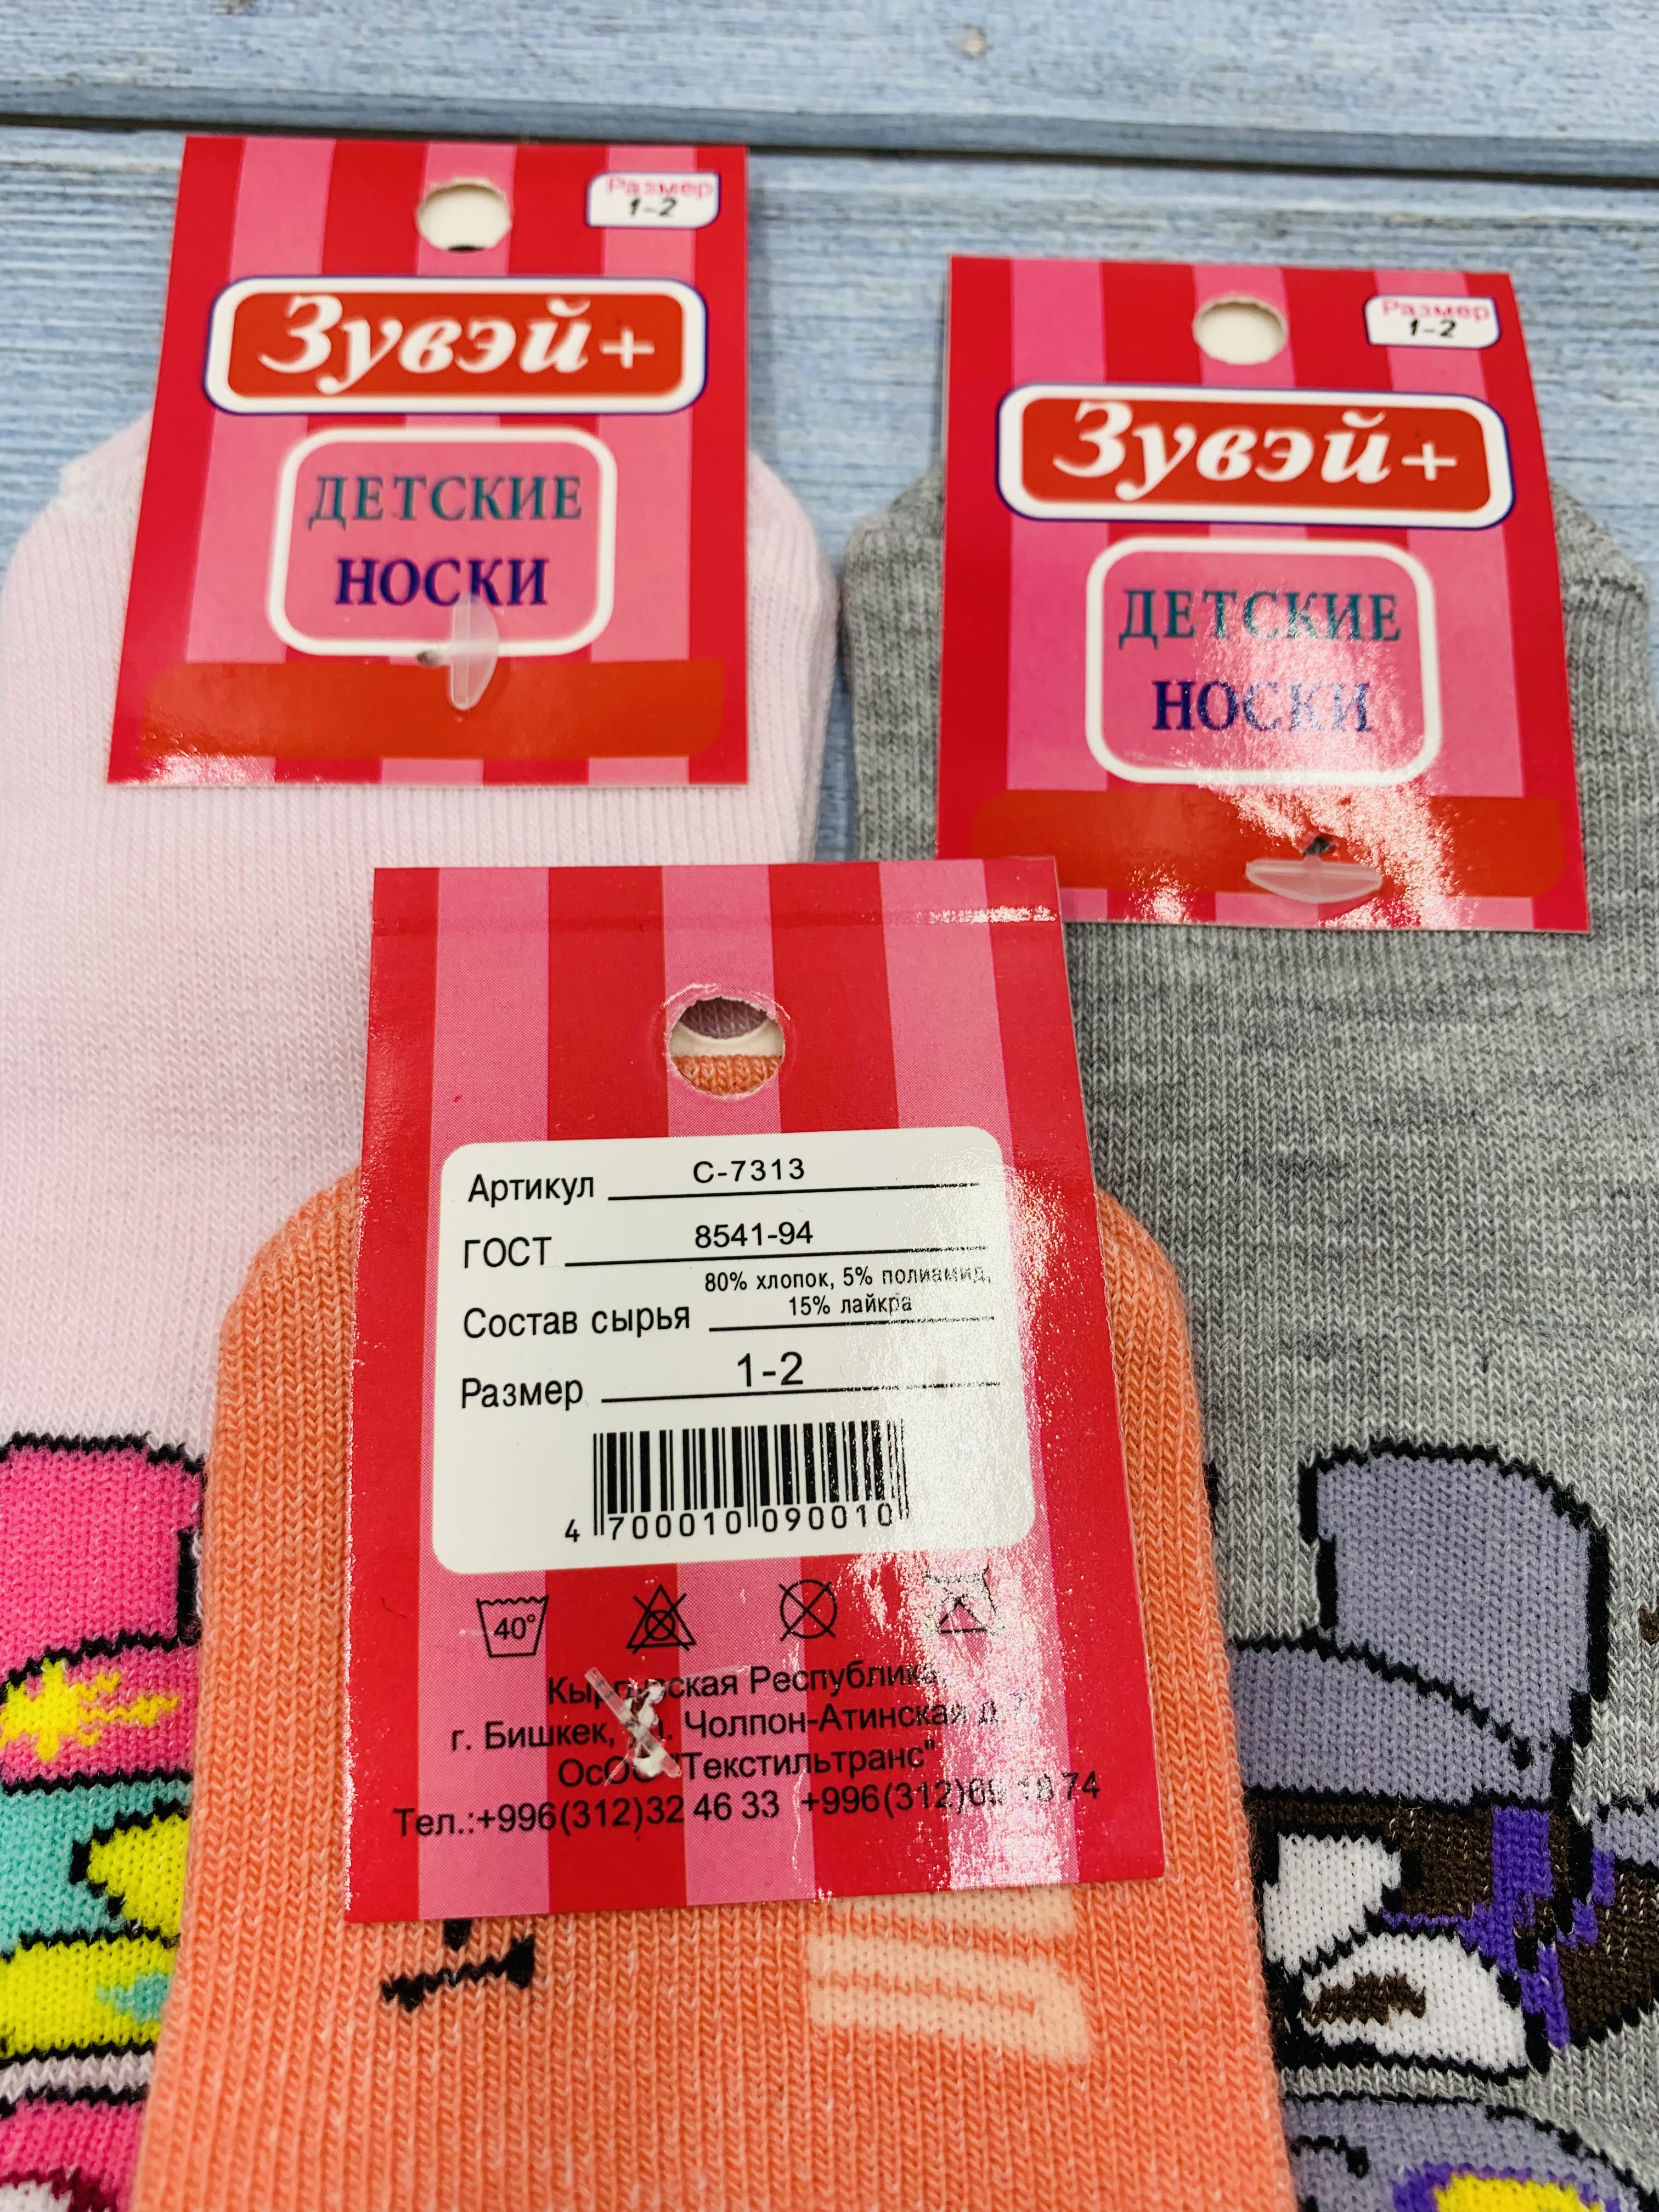 Размер
1-2
Зувэй+
ДЕТСКИЕ
НОСКИ
Размер
1-2
Зувэй+
ДЕТСКИЕ
НОСКИ
Артикул С-7313
ГОСТ 8541-94
80% хлопок, 5% полиамид,
Состав сырья 15% лайкра
Размер 1-2
4 700010 090010
40°
Республика,
г. Бишкек, Чолпон-Атинская д.
"Текстильтранс"
Тел.:+996(312)32 46 33